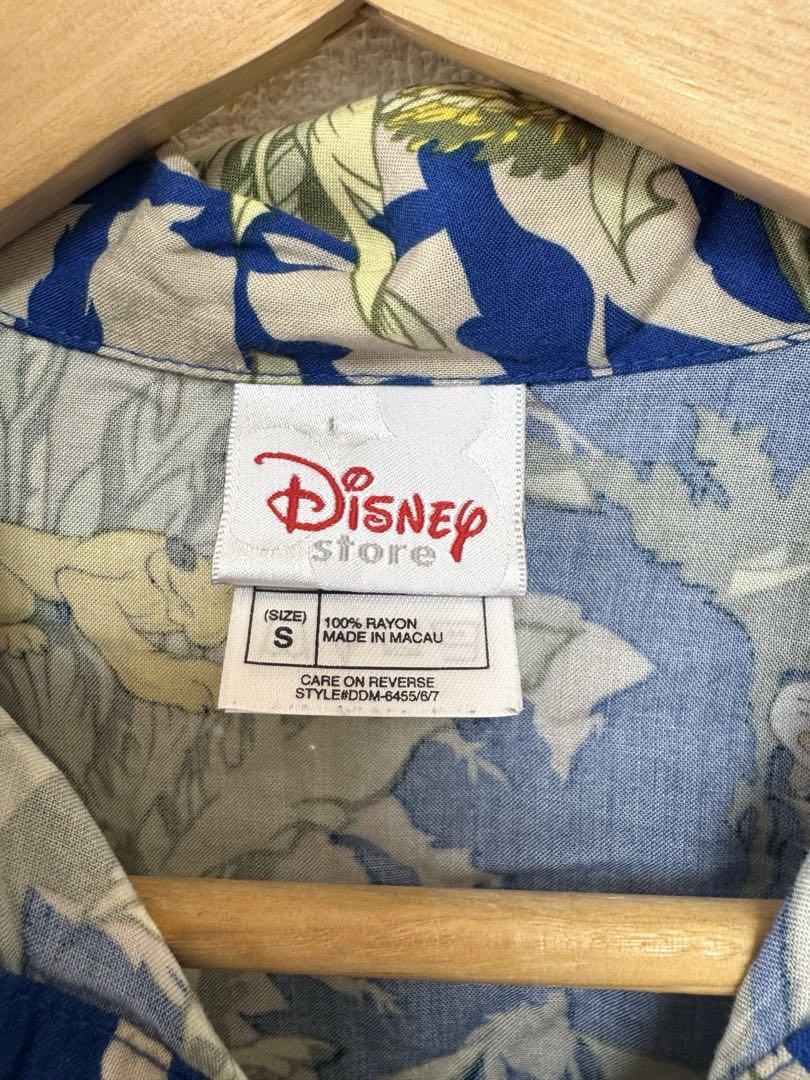 Disney
store
(SIZE)
S
100% RAYON
MADE IN MACAU
CARE ON REVERSE
STYLE#DDM-6455/6/7